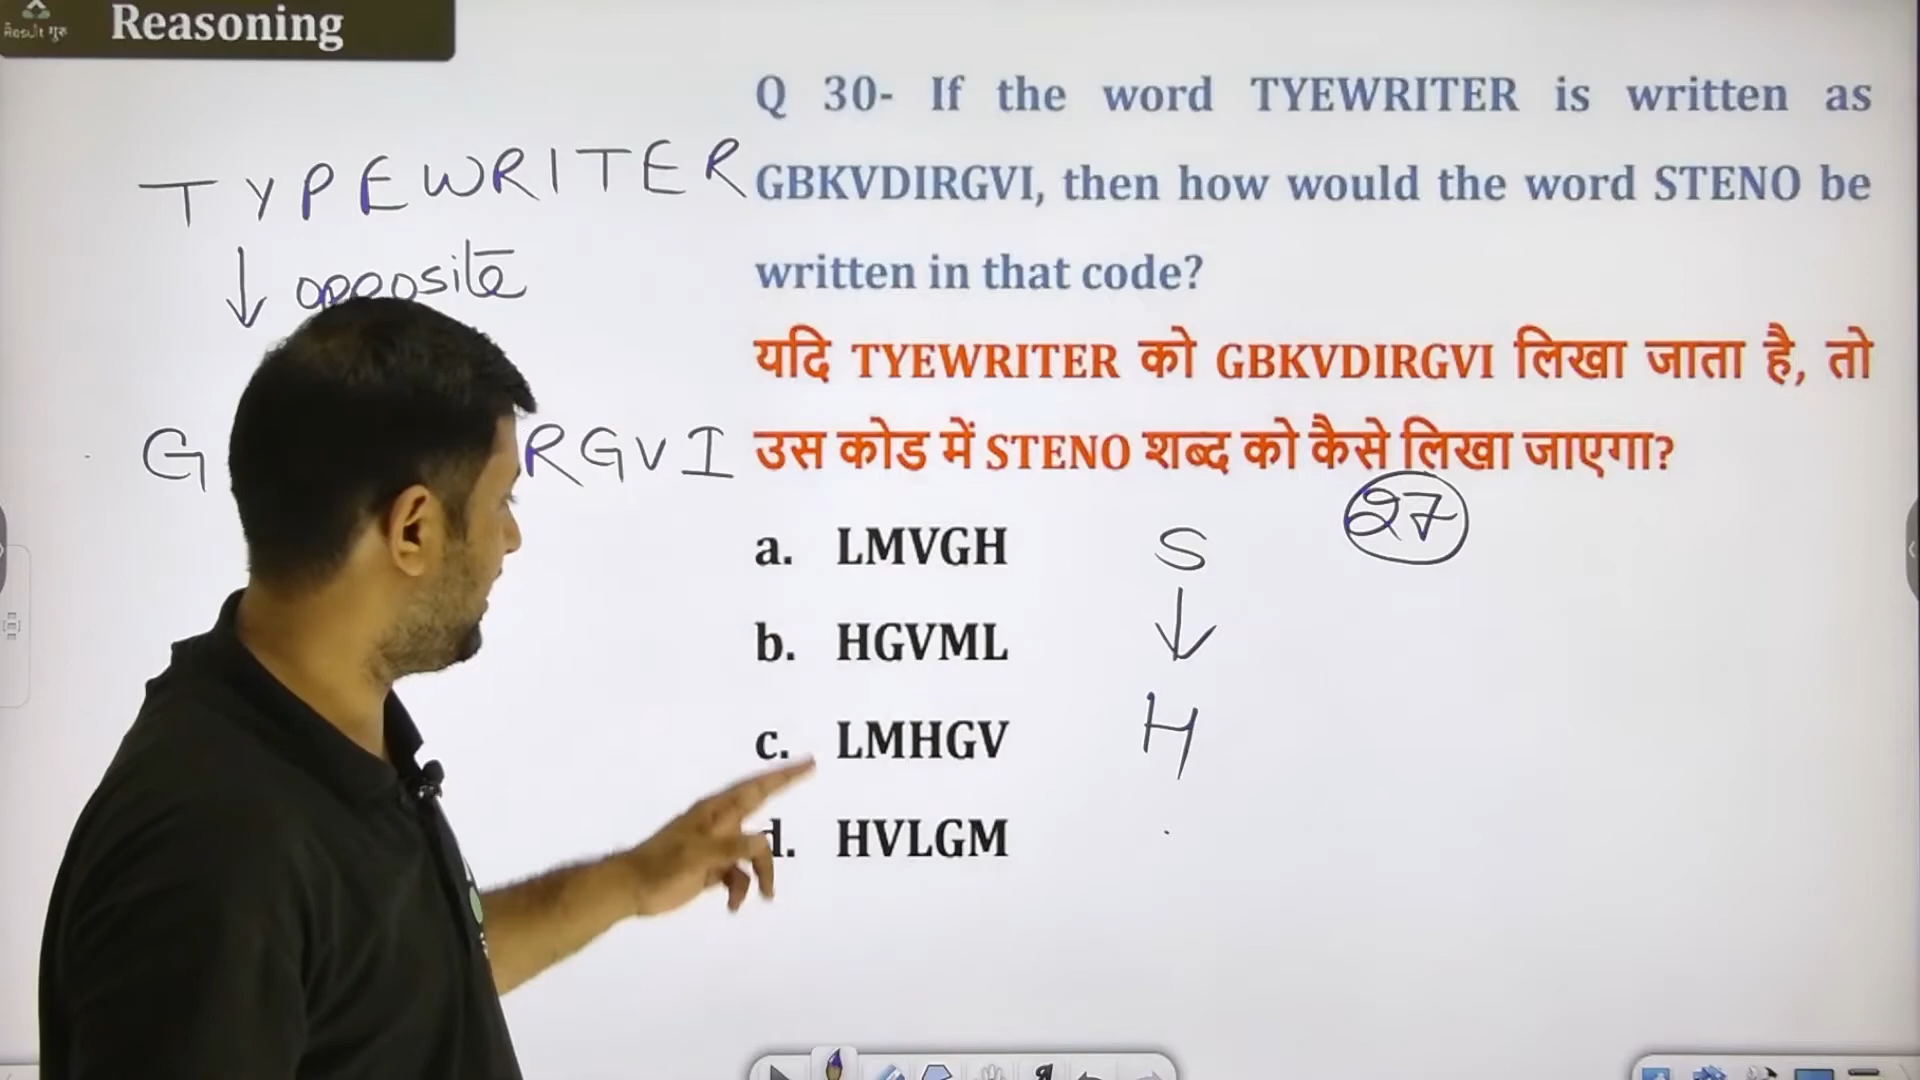 Result गुरु
Reasoning
Q 30- If the word TYEWRITER is written as
GBKVDIRGVI, then how would the word STENO be
written in that code?
यदि TYEWRITER को GBKVDIRGVI लिखा जाता है, तो
उस कोड में STENO शब्द को कैसे लिखा जाएगा?
a. LMVGH
b. HGVML
c. LMHGV
d. HVLGM
TYPEWRITER
↓ opposite
G RGVI
27
S
↓
H